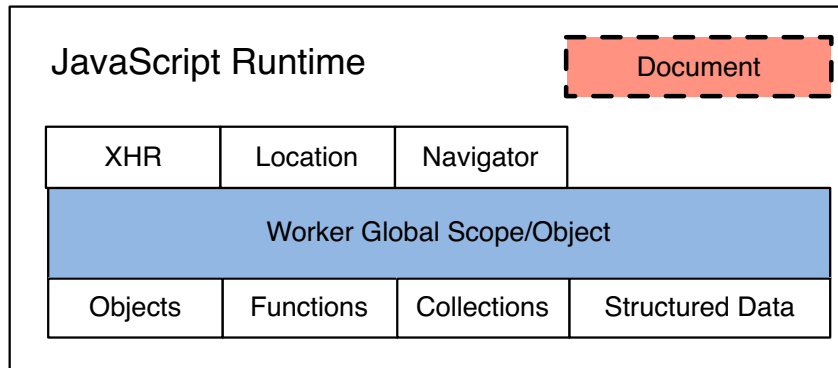 JavaScript Runtime
Document
XHR
Location
Navigator
Worker Global Scope/Object
Objects
Functions
Collections
Structured Data